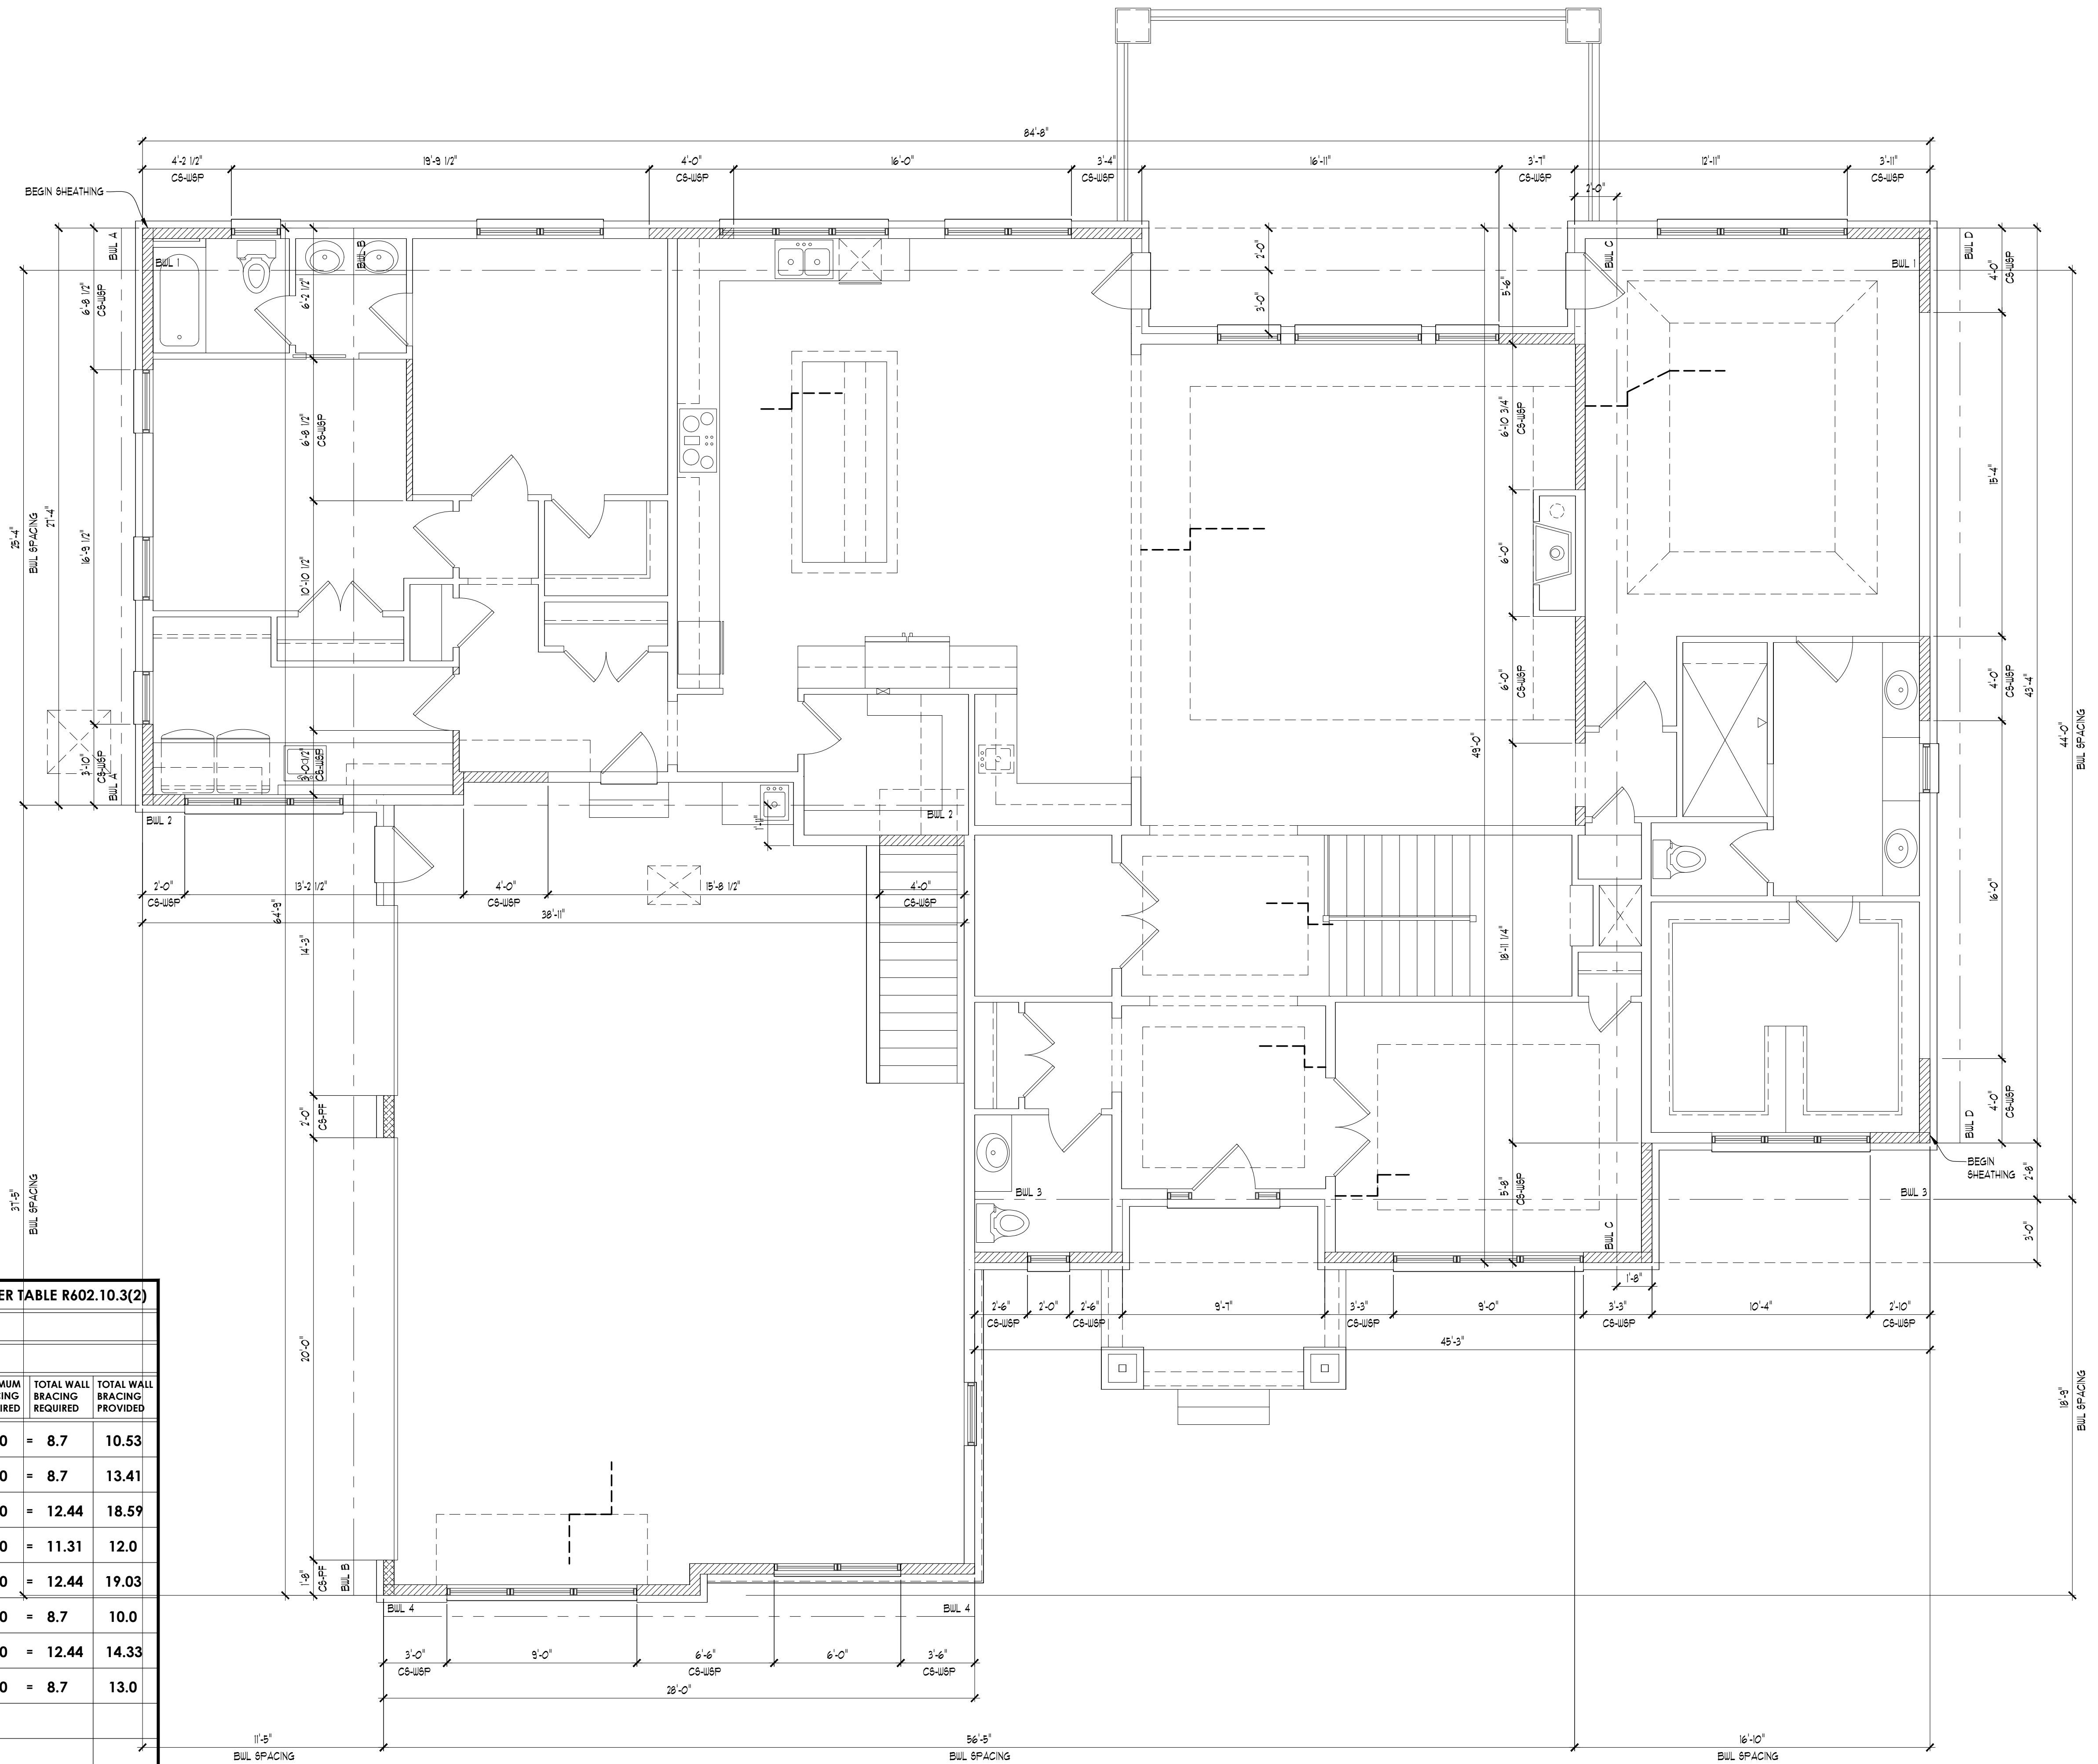 84'-8"
4'-2 1/2"
CS-WSP
19'-9 1/2"
4'-0"
CS-WSP
16'-0"
3'-4"
CS-WSP
16'-11"
3'-7"
CS-WSP
2'-0"
12'-11"
3'-11"
CS-WSP
BEGIN SHEATHING
BWL A
BWL 1
BWL B
BWL C
BWL 1
BWL D
6'-8 1/2"
CS-WSP
6'-2 1/2"
2'-0"
3'-0"
5'-6"
4'-0"
CS-WSP
25'-4"
BWL SPACING
27'-4"
16'-9 1/2"
6'-8 1/2"
CS-WSP
6'-10 3/4"
CS-WSP
15'-4"
10'-10 1/2"
6'-0"
6'-0"
CS-WSP
4'-0"
CS-WSP
43'-4"
44'-0"
BWL SPACING
3'-10"
CS-WSP
BWL A
3'-0 1/2"
CS-WSP
49'-0"
BWL 2
BWL 2
1'-11"
2'-0"
CS-WSP
13'-2 1/2"
4'-0"
CS-WSP
15'-8 1/2"
4'-0"
CS-WSP
38'-11"
64'-9"
14'-3"
18'-11 1/4"
16'-0"
2'-0"
CS-PF
4'-0"
CS-WSP
BWL D
BEGIN
SHEATHING
37'-5"
BWL SPACING
BWL 3
5'-8"
CS-WSP
BWL 3
2'-8"
BWL C
3'-0"
1'-8"
2'-6"
CS-WSP
2'-0"
2'-6"
CS-WSP
9'-7"
3'-3"
CS-WSP
9'-0"
3'-3"
CS-WSP
10'-4"
2'-10"
CS-WSP
45'-3"
20'-0"
18'-9"
BWL SPACING
1'-8"
CS-PF
BWL B
BWL 4
BWL 4
3'-0"
CS-WSP
9'-0"
6'-6"
CS-WSP
6'-0"
3'-6"
CS-WSP
28'-0"
11'-5"
BWL SPACING
56'-5"
BWL SPACING
16'-10"
BWL SPACING
ER TABLE R602.10.3(2)
TOTAL WALL
BRACING
REQUIRED
TOTAL WALL
BRACING
PROVIDED
0 = 8.7 10.53
0 = 8.7 13.41
0 = 12.44 18.59
0 = 11.31 12.0
0 = 12.44 19.03
0 = 8.7 10.0
0 = 12.44 14.33
0 = 8.7 13.0